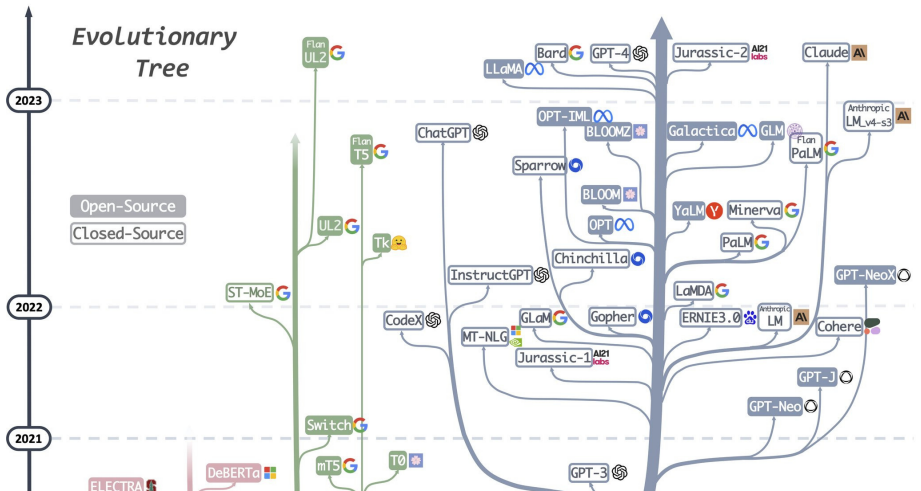 Evolutionary
Tree
Flan
UL2
Bard
GPT-4
Jurassic-2
AI21
labs
Claude
A\
LLaMA
2023
Anthropic
LM_v4-s3
A\
OPT-IML
ChatGPT
BLOOMZ
Galactica
GLM
Flan
T5
Flan
PaLM
Sparrow
Open-Source
Closed-Source
BLOOM
YaLM
Y
Minerva
UL2
OPT
Tk
PaLM
Chinchilla
InstructGPT
GPT-NeoX
ST-MoE
LaMDA
2022
CodeX
GLaM
Gopher
ERNIE3.0
Anthropic
LM
A\
Cohere
MT-NLG
Jurassic-1
AI21
labs
GPT-J
GPT-Neo
Switch
2021
mT5
T0
DeBERTa
GPT-3
ELECTRA